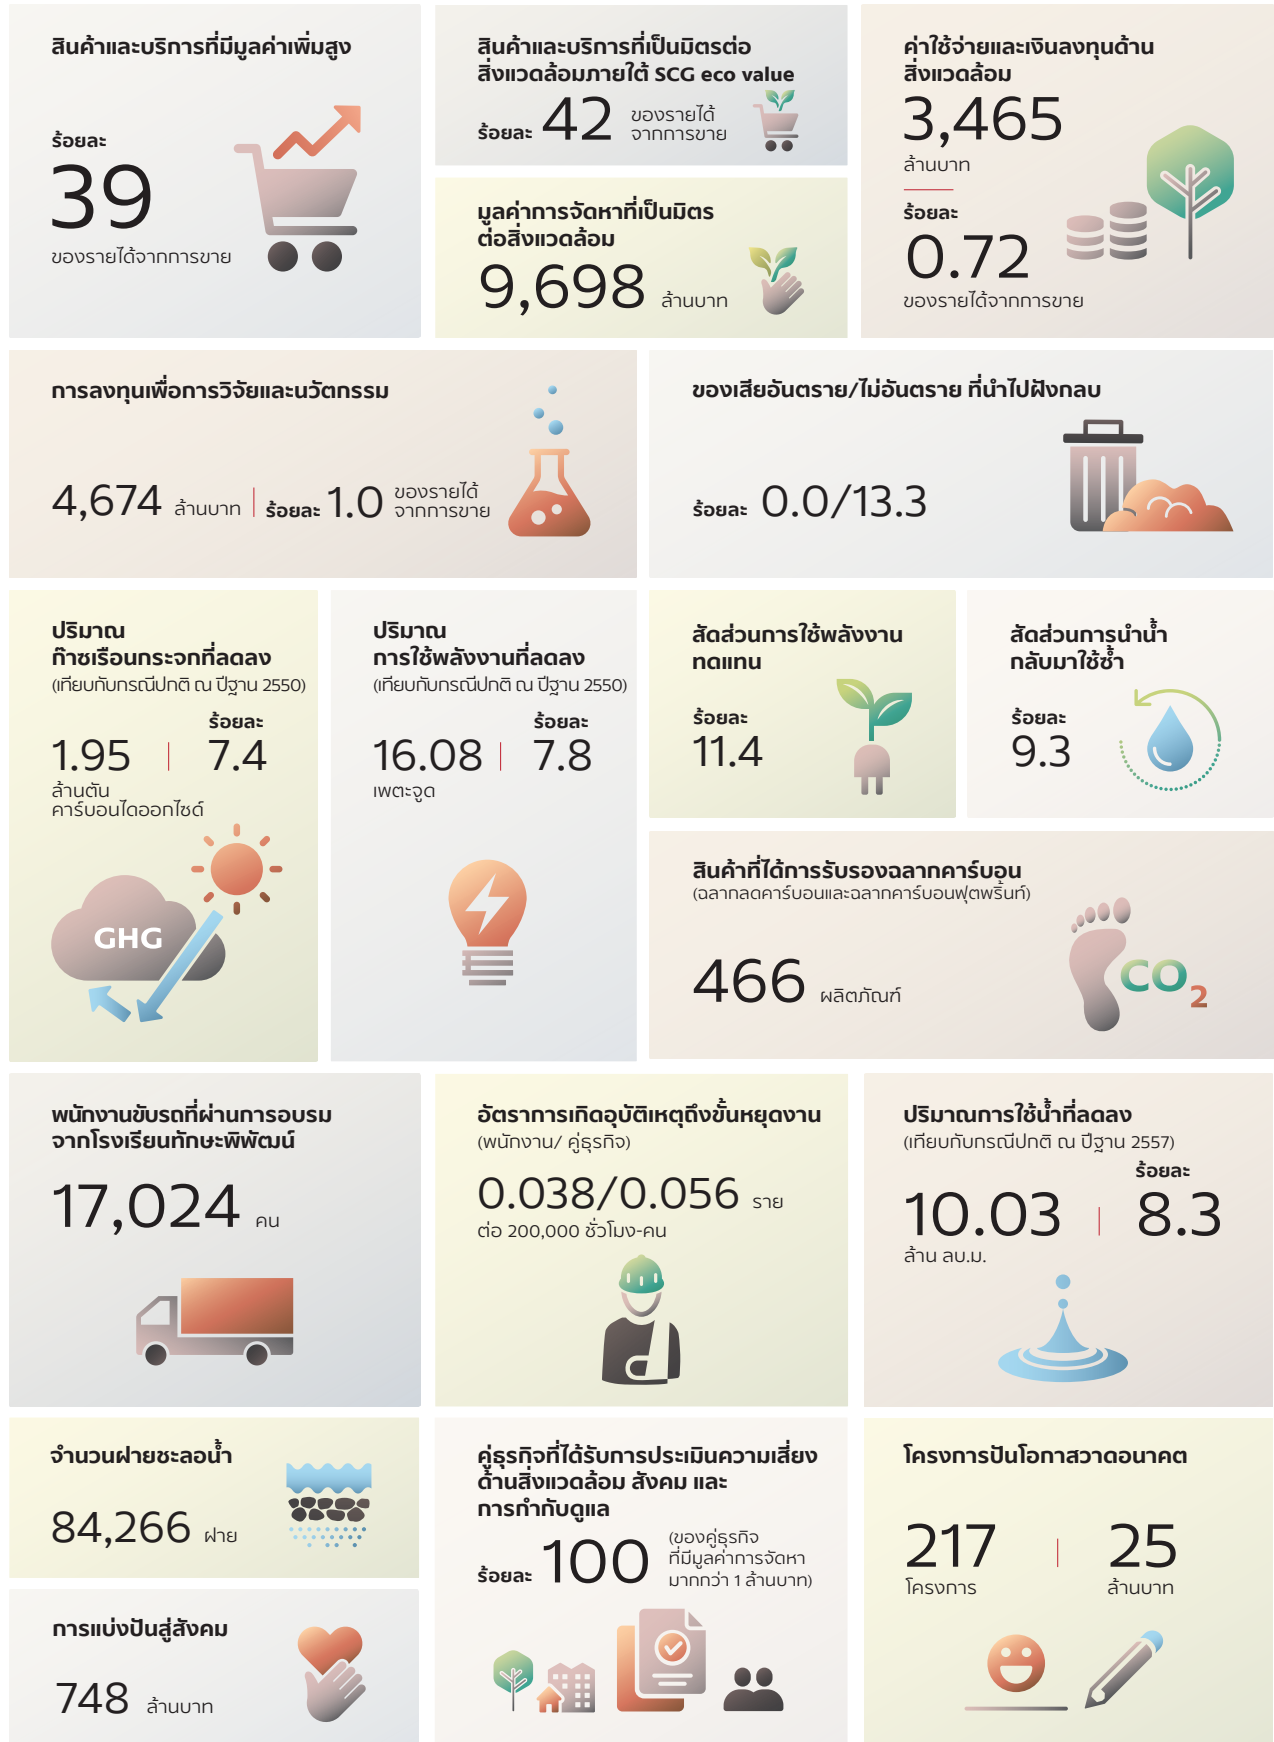 สินค้าและบริการที่มีมูลค่าเพิ่มสูง
ร้อยละ
39
ของรายได้จากการขาย
สินค้าและบริการที่เป็นมิตรต่อ
สิ่งแวดล้อมภายใต้ SCG eco value
ร้อยละ 42 ของรายได้
จากการขาย
มูลค่าการจัดหาที่เป็นมิตร
ต่อสิ่งแวดล้อม
9,698 ล้านบาท
ค่าใช้จ่ายและเงินลงทุนด้าน
สิ่งแวดล้อม
3,465
ล้านบาท
ร้อยละ
0.72
ของรายได้จากการขาย
การลงทุนเพื่อการวิจัยและนวัตกรรม
4,674 ล้านบาท ร้อยละ 1.0 ของรายได้
จากการขาย
ของเสียอันตราย/ไม่อันตราย ที่นำไปฝังกลบ
ร้อยละ 0.0/13.3
ปริมาณ
ก๊าซเรือนกระจกที่ลดลง
(เทียบกับกรณีปกติ ณ ปีฐาน 2550)
ร้อยละ
1.95 7.4
ล้านตัน
คาร์บอนไดออกไซด์
GHG
ปริมาณ
การใช้พลังงานที่ลดลง
(เทียบกับกรณีปกติ ณ ปีฐาน 2550)
ร้อยละ
16.08 7.8
เพตะจูล
สัดส่วนการใช้พลังงาน
ทดแทน
ร้อยละ
11.4
สัดส่วนการนำน้ำ
กลับมาใช้ซ้ำ
ร้อยละ
9.3
สินค้าที่ได้การรับรองฉลากคาร์บอน
(ฉลากลดคาร์บอนและฉลากคาร์บอนฟุตพริ้นท์)
466 ผลิตภัณฑ์
CO2
พนักงานขับรถที่ผ่านการอบรม
จากโรงเรียนทักษะพิพัฒน์
17,024 คน
อัตราการเกิดอุบัติเหตุถึงขั้นหยุดงาน
(พนักงาน/ คู่ธุรกิจ)
0.038/0.056 ราย
ต่อ 200,000 ชั่วโมง-คน
ปริมาณการใช้น้ำที่ลดลง
(เทียบกับกรณีปกติ ณ ปีฐาน 2557)
ร้อยละ
10.03 8.3
ล้าน ลบ.ม.
จำนวนฝายชะลอน้ำ
84,266 ฝาย
การแบ่งปันสู่สังคม
748 ล้านบาท
คู่ธุรกิจที่ได้รับการประเมินความเสี่ยง
ด้านสิ่งแวดล้อม สังคม และ
การกำกับดูแล
ร้อยละ 100 (ของคู่ธุรกิจ
ที่มีมูลค่าการจัดหา
มากกว่า 1 ล้านบาท)
โครงการปันโอกาสวาดอนาคต
217 25
โครงการ ล้านบาท